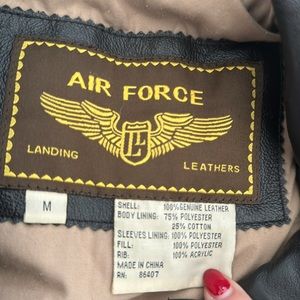 AIR FORCE
LL
LANDING
LEATHERS
M
SHELL: 100% GENUINE LEATHER
BODY LINING: 75% POLYESTER
25% COTTON
SLEEVES LINING: 100% POLYESTER
FILL: 100% POLYESTER
RIB: 100% ACRYLIC
MADE IN CHINA
RN: 86407